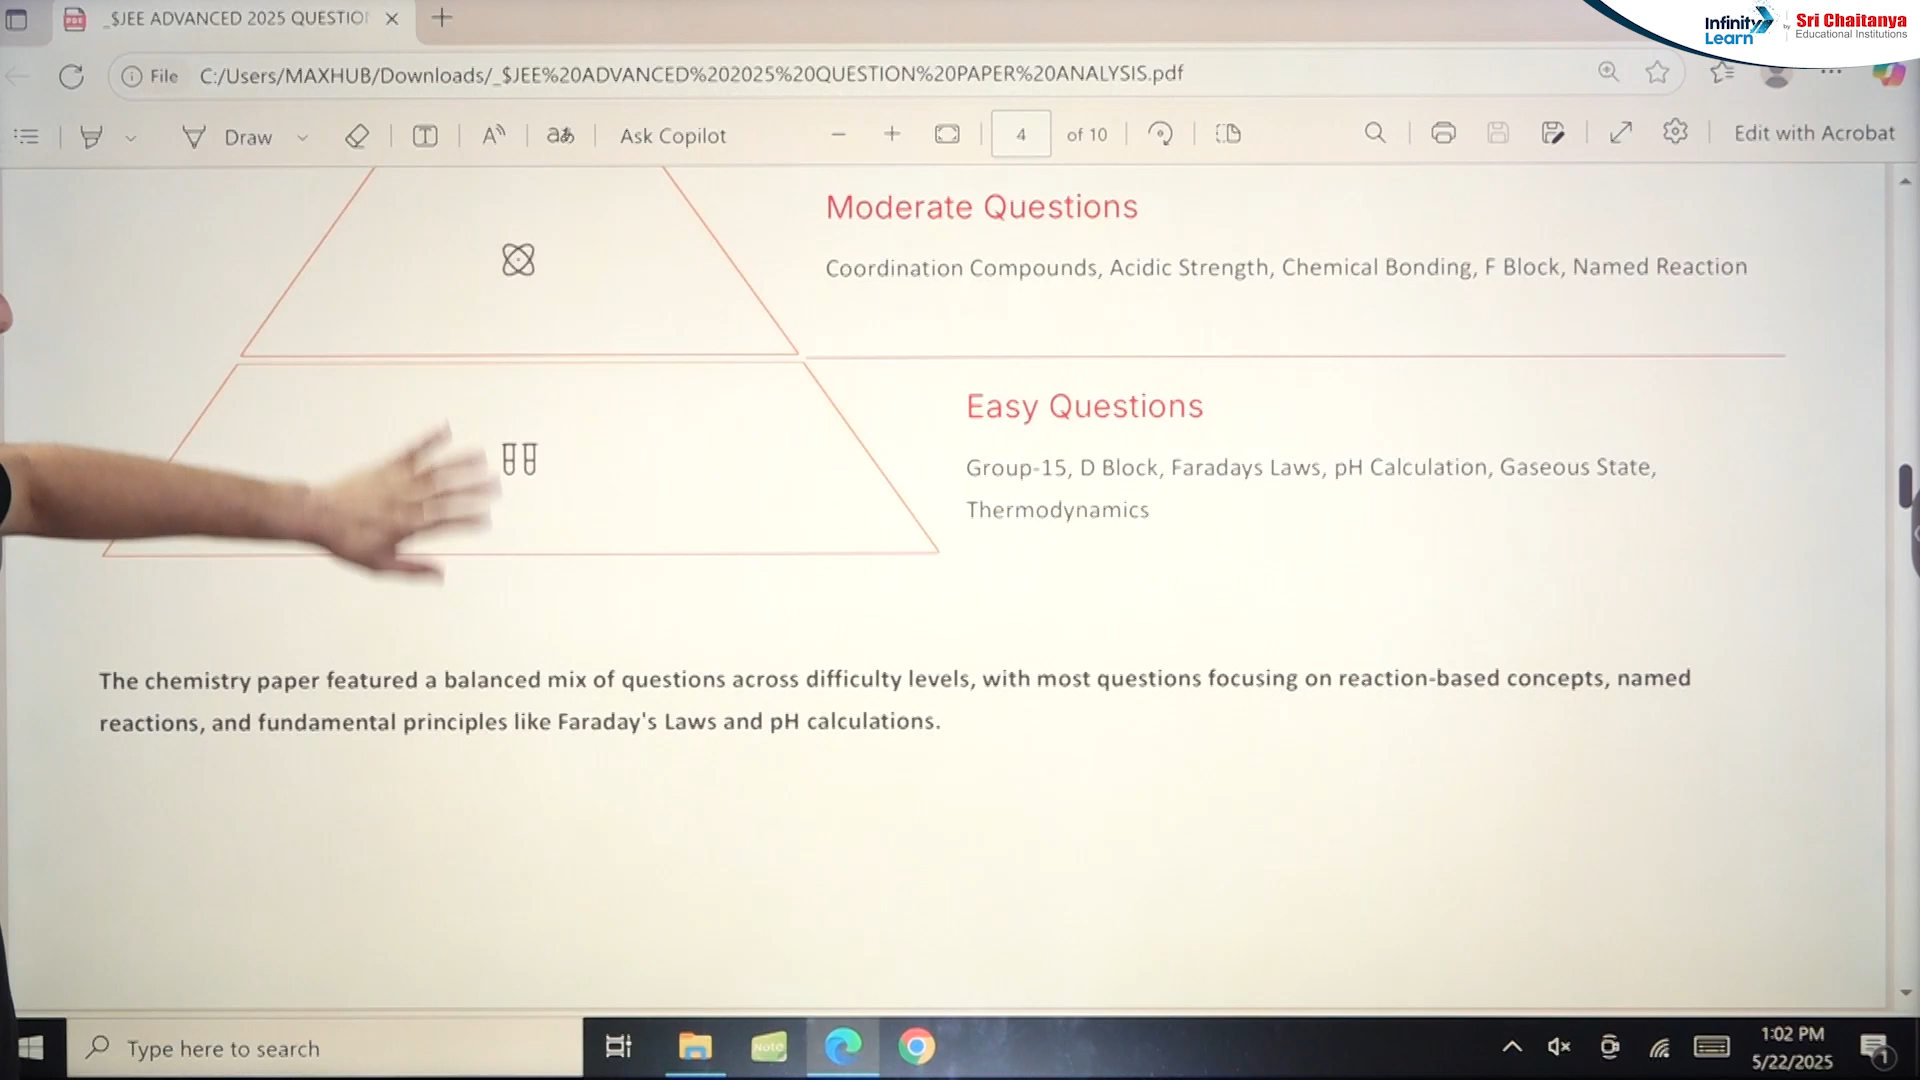 _$JEE ADVANCED 2025 QUESTIO
File
C:/Users/MAXHUB/Downloads/_$JEE%20ADVANCED%202025%20QUESTION%20PAPER%20ANALYSIS.pdf
Infinity Learn
by
Sri Chaitanya
Educational Institutions
Draw
Ask Copilot
4
of 10
Edit with Acrobat
Moderate Questions
Coordination Compounds, Acidic Strength, Chemical Bonding, F Block, Named Reaction
Easy Questions
Group-15, D Block, Faradays Laws, pH Calculation, Gaseous State,
Thermodynamics
The chemistry paper featured a balanced mix of questions across difficulty levels, with most questions focusing on reaction-based concepts, named
reactions, and fundamental principles like Faraday's Laws and pH calculations.
Type here to search
Note
1:02 PM
5/22/2025
1